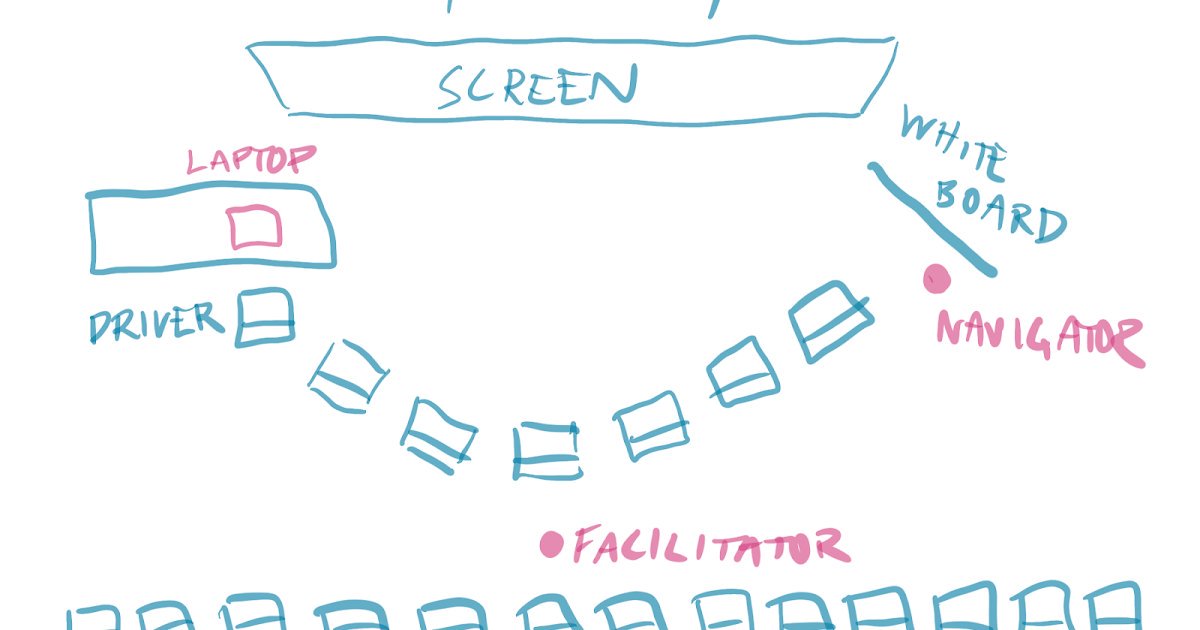 SCREEN
LAPTOP
WHITE
BOARD
DRIVER
NAVIGATOR
FACILITATOR